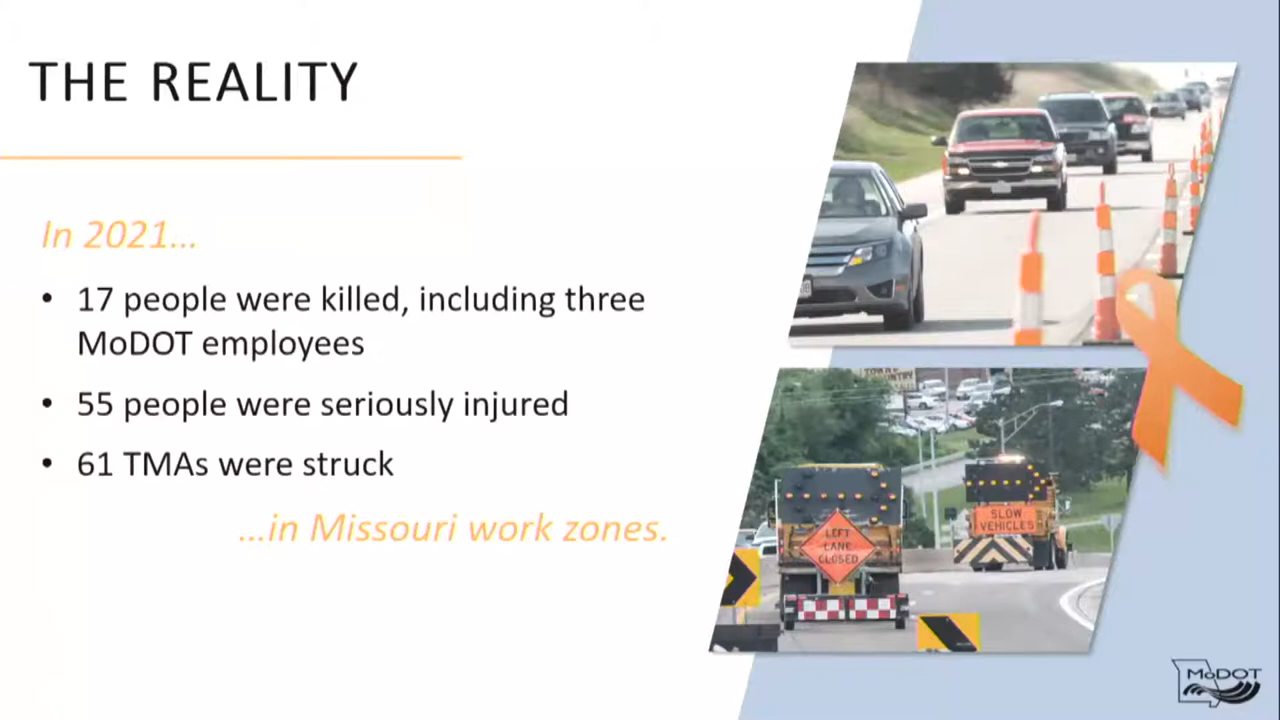 THE REALITY
In 2021...
• 17 people were killed, including three
MoDOT employees
• 55 people were seriously injured
• 61 TMAs were struck
...in Missouri work zones.
LEFT
LANE
CLOSED
SLOW
VEHICLES
MoDOT